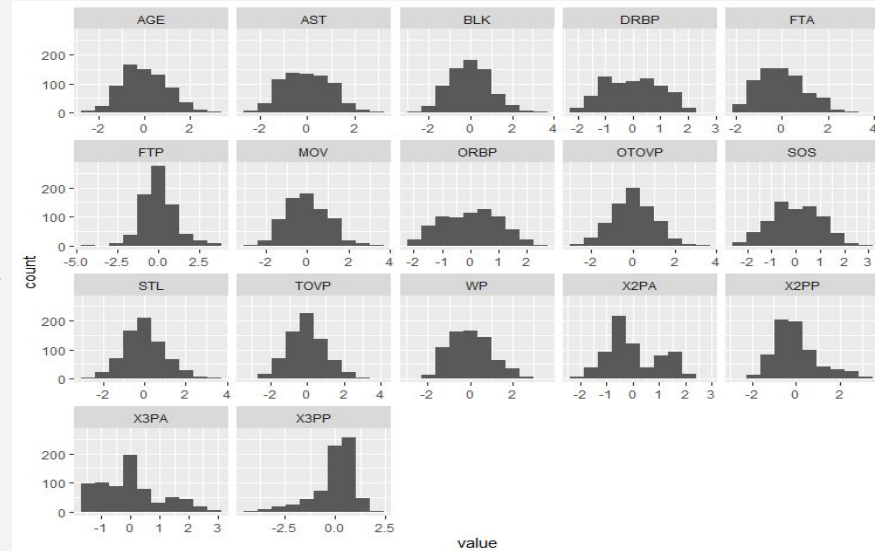 AGE AST BLK DRBP FTA
200
100
0
-2 0 2 -2 0 2 -2 0 2 4 -2 -1 0 1 2 3 -2 0 2 4
FTP MOV ORBP OTOVP SOS
200
100
0
-5.0 -2.5 0.0 2.5 -2 0 2 4 -2 -1 0 1 2 -2 0 2 4 -2 -1 0 1 2 3
count
STL TOVP WP X2PA X2PP
200
100
0
-2 0 2 4 -2 0 2 4 -2 0 2 -2 -1 0 1 2 3 -2 0 2
X3PA X3PP
200
100
0
-1 0 1 2 3 -2.5 0.0 2.5
value